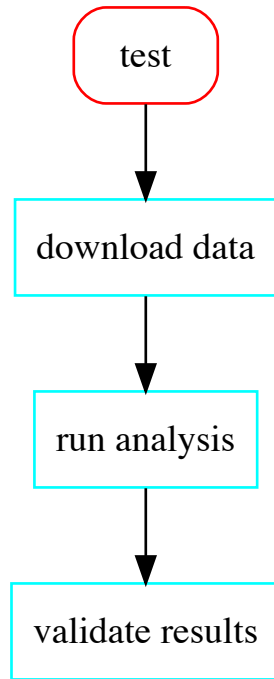 test
download data
run analysis
validate results